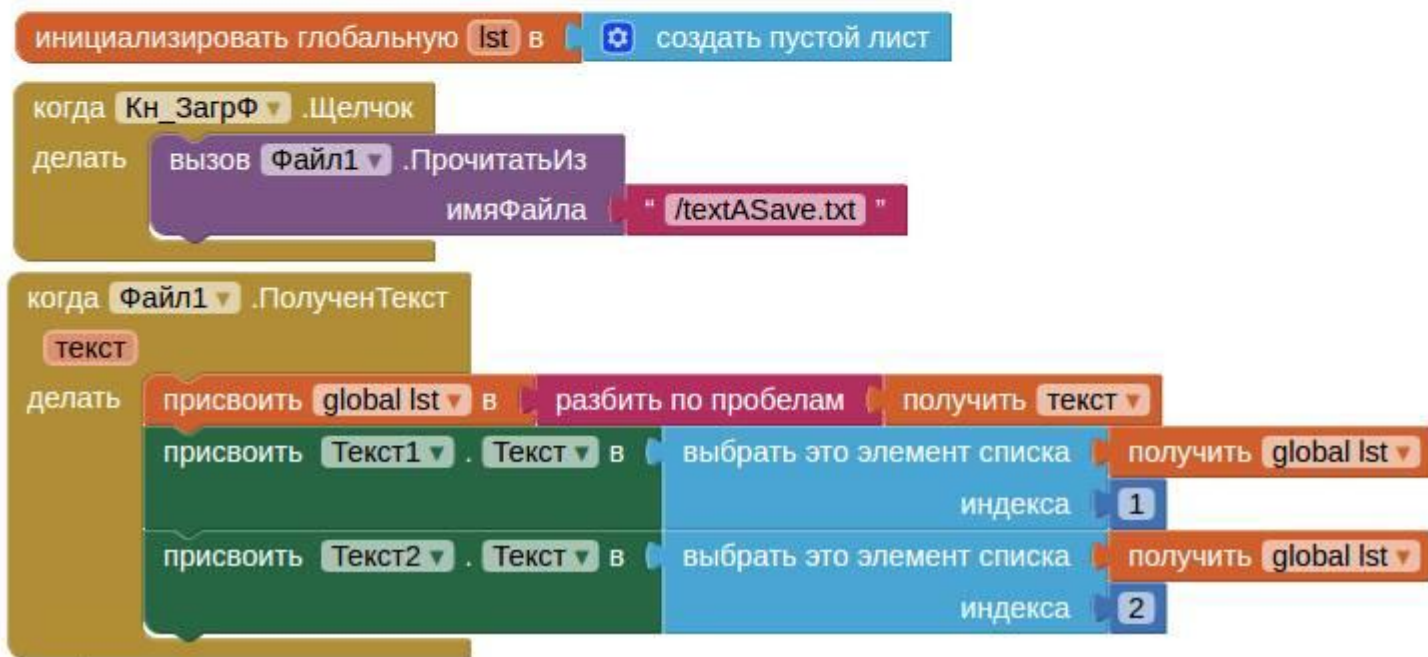 инициализировать глобальную lst в создать пустой лист
когда Кн_ЗагрФ .Щелчок
делать вызов Файл1 .ПрочитатьИз
имяФайла " /textASave.txt "
когда Файл1 .ПолученТекст
текст
делать присвоить global lst в разбить по пробелам получить текст
присвоить Текст1 . Текст в выбрать это элемент списка получить global lst
индекса 1
присвоить Текст2 . Текст в выбрать это элемент списка получить global lst
индекса 2